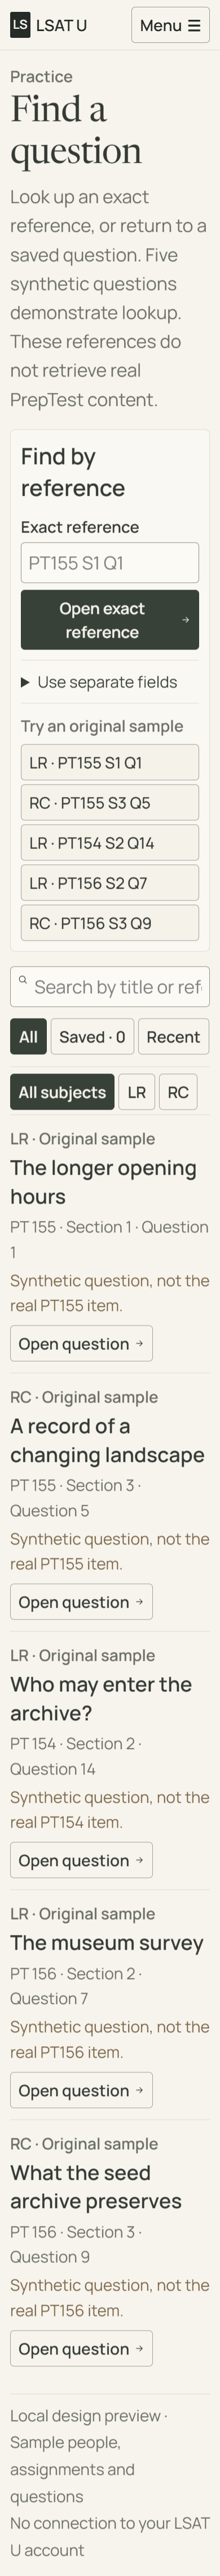 LS LSAT U
Menu
Practice
Find a
question
Look up an exact
reference, or return to a
saved question. Five
synthetic questions
demonstrate lookup.
These references do
not retrieve real
PrepTest content.
Find by
reference
Exact reference
PT155 S1 Q1
Open exact
reference →
Use separate fields
Try an original sample
LR · PT155 S1 Q1
RC · PT155 S3 Q5
LR · PT154 S2 Q14
LR · PT156 S2 Q7
RC · PT156 S3 Q9
Search by title or ref
All
Saved · 0
Recent
All subjects
LR
RC
LR · Original sample
The longer opening
hours
PT 155 · Section 1 · Question
1
Synthetic question, not the
real PT155 item.
Open question →
RC · Original sample
A record of a
changing landscape
PT 155 · Section 3 ·
Question 5
Synthetic question, not the
real PT155 item.
Open question →
LR · Original sample
Who may enter the
archive?
PT 154 · Section 2 ·
Question 14
Synthetic question, not the
real PT154 item.
Open question →
LR · Original sample
The museum survey
PT 156 · Section 2 ·
Question 7
Synthetic question, not the
real PT156 item.
Open question →
RC · Original sample
What the seed
archive preserves
PT 156 · Section 3 ·
Question 9
Synthetic question, not the
real PT156 item.
Open question →
Local design preview ·
Sample people,
assignments and
questions
No connection to your LSAT
U account